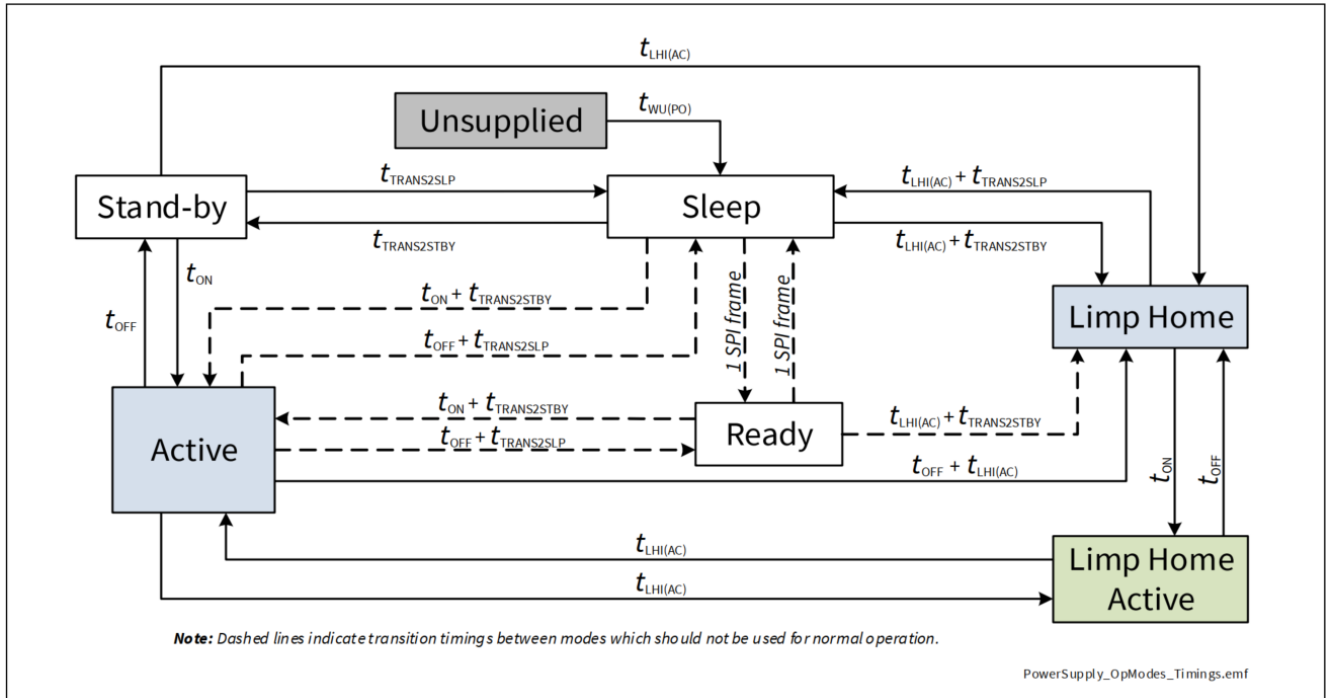 tLHI(AC)
Unsupplied
tWU(PO)
Stand-by
tTRANS2SLP
tTRANS2STBY
Sleep
tLHI(AC) + tTRANS2SLP
tLHI(AC) + tTRANS2STBY
tOFF
tON
tON + tTRANS2STBY
tOFF + tTRANS2SLP
1 SPI frame
1 SPI frame
Limp Home
Active
tON + tTRANS2STBY
tOFF + tTRANS2SLP
Ready
tLHI(AC) + tTRANS2STBY
tOFF + tLHI(AC)
tON
tOFF
tLHI(AC)
tLHI(AC)
Limp Home
Active
Note: Dashed lines indicate transition timings between modes which should not be used for normal operation.
PowerSupply_OpModes_Timings.emf